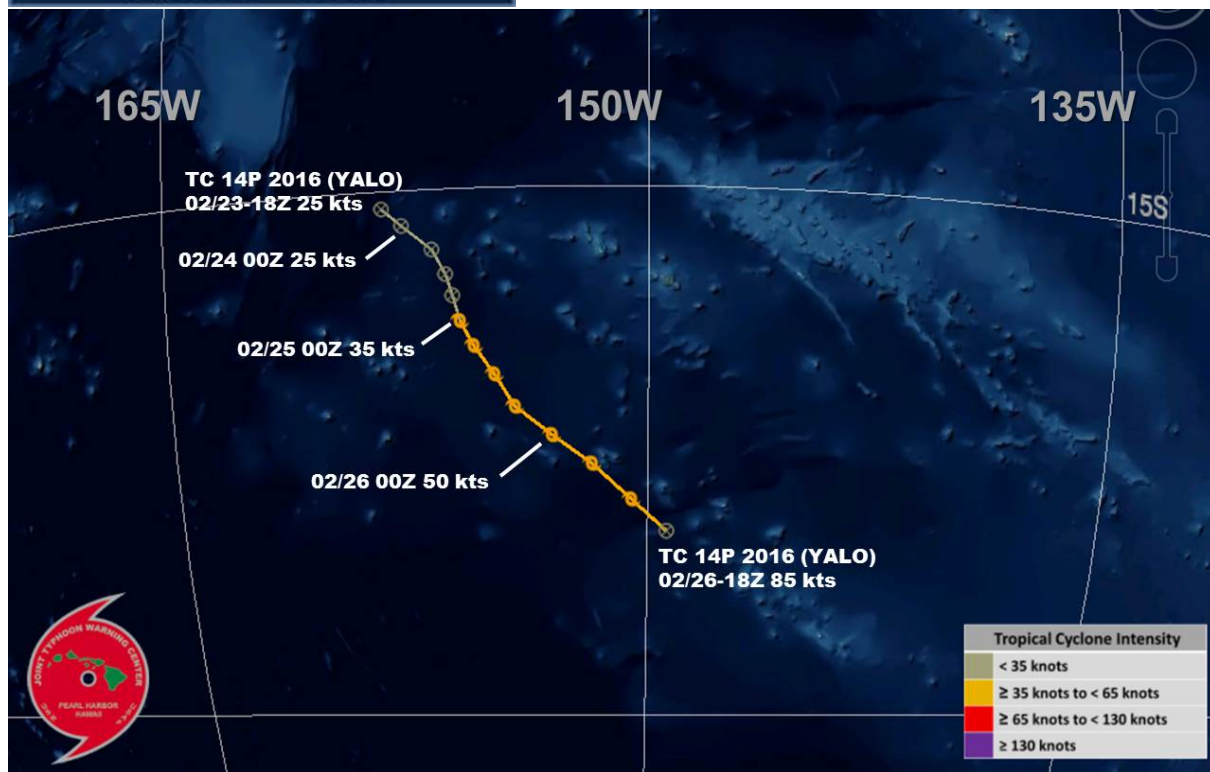 165W
150W
135W
15S
TC 14P 2016 (YALO)
02/23-18Z 25 kts
02/24 00Z 25 kts
02/25 00Z 35 kts
02/26 00Z 50 kts
TC 14P 2016 (YALO)
02/26-18Z 85 kts
JOINT TYPHOON WARNING CENTER
PEARL HARBOR
HAWAII
Tropical Cyclone Intensity
< 35 knots
≥ 35 knots to < 65 knots
≥ 65 knots to < 130 knots
≥ 130 knots